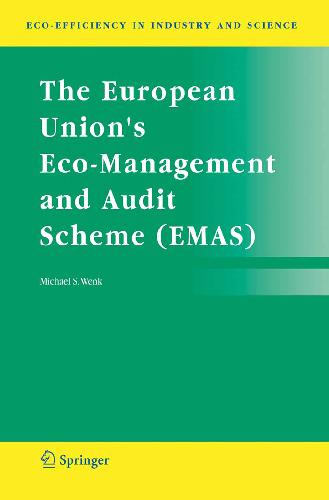 ECO-EFFICIENCY IN INDUSTRY AND SCIENCE
The European
Union's
Eco-Management
and Audit
Scheme (EMAS)
Michael S. Wenk
Springer